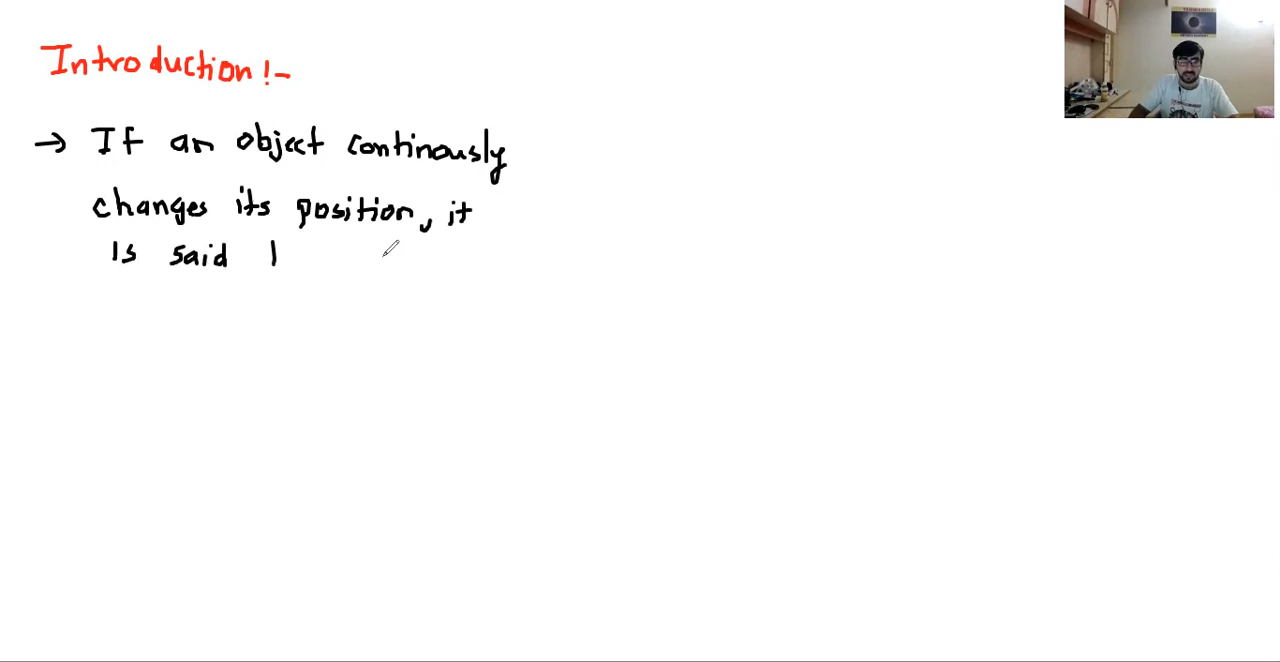 Introduction :-
→ If an object continously
changes its position, it
is said